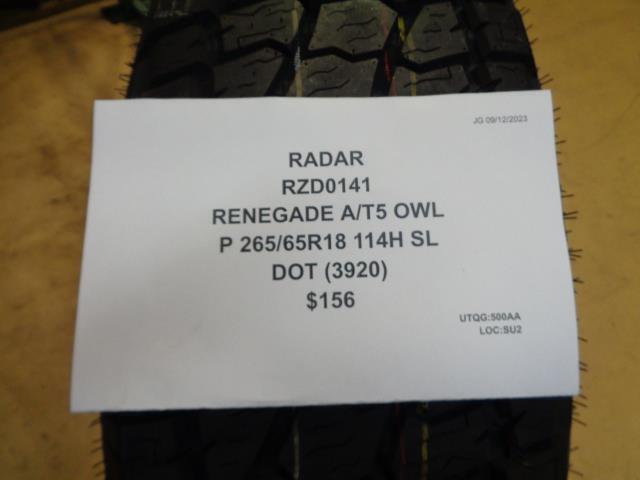 JG 09/12/2023
RADAR
RZD0141
RENEGADE A/T5 OWL
P 265/65R18 114H SL
DOT (3920)
$156
UTQG:500AA
LOC:SU2